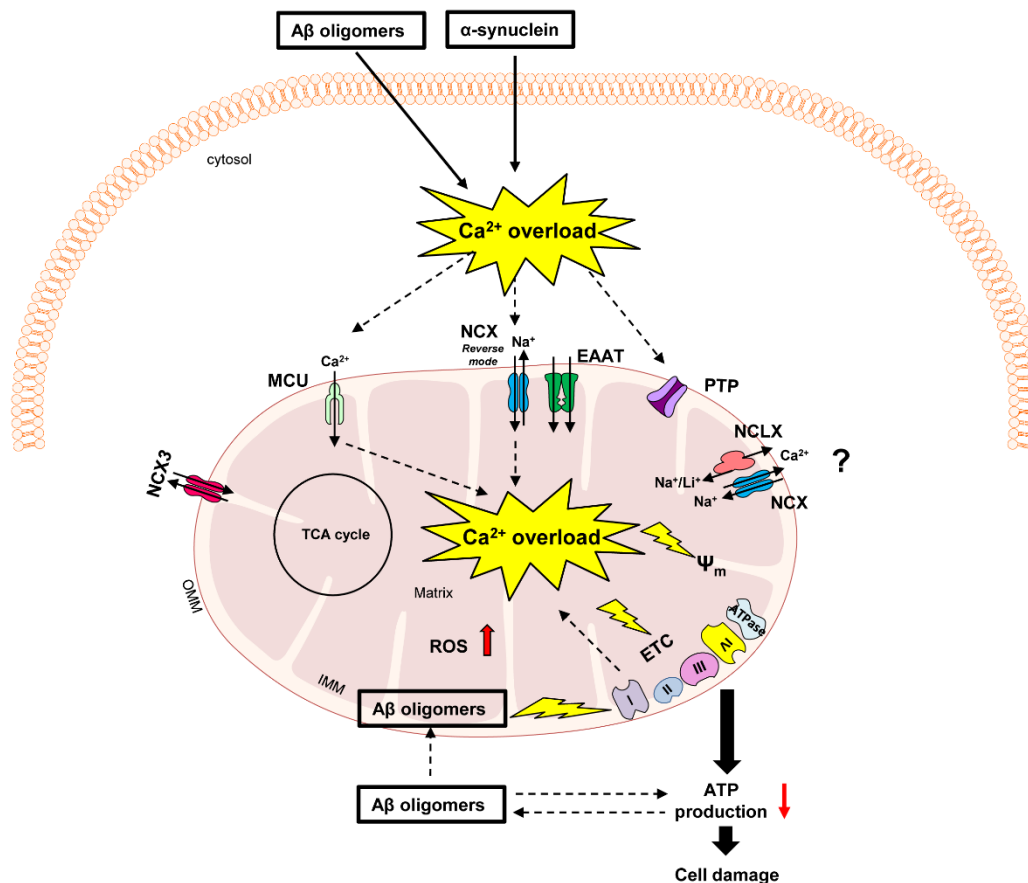 Aβ oligomers
α-synuclein
cytosol
Ca²⁺ overload
NCX
Reverse
mode
Na⁺
EAAT
Ca²⁺
MCU
PTP
NCLX
Ca²⁺
?
Na⁺/Li⁺
Na⁺
NCX
NCX3
TCA cycle
Ca²⁺ overload
Ψm
Matrix
OMM
ROS
ETC
ATPase
IV
III
II
I
IMM
Aβ oligomers
Aβ oligomers
ATP
production
Cell damage